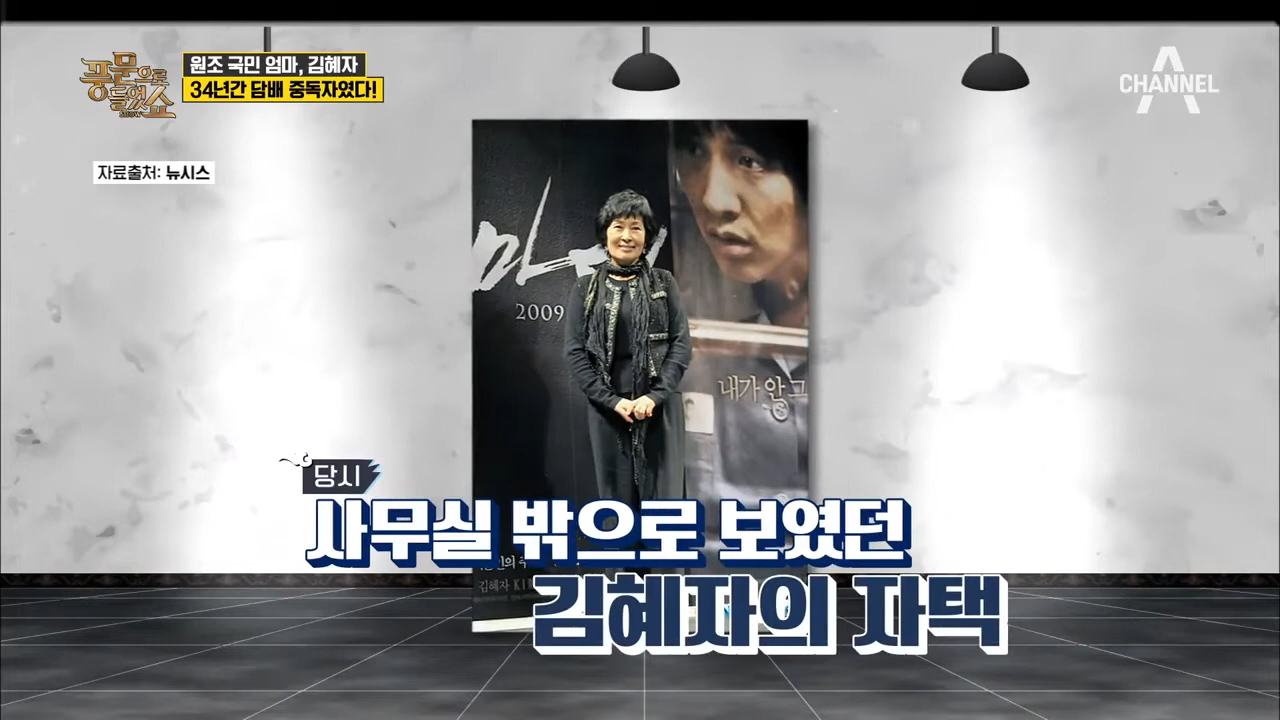 풍문으로
들었쇼
SHOW
원조 국민 엄마, 김혜자
34년간 담배 중독자였다!
CHANNEL A
자료출처: 뉴시스
2009
내가 안 그
당시
사무실 밖으로 보였던
김혜자 KI
김혜자의 자택